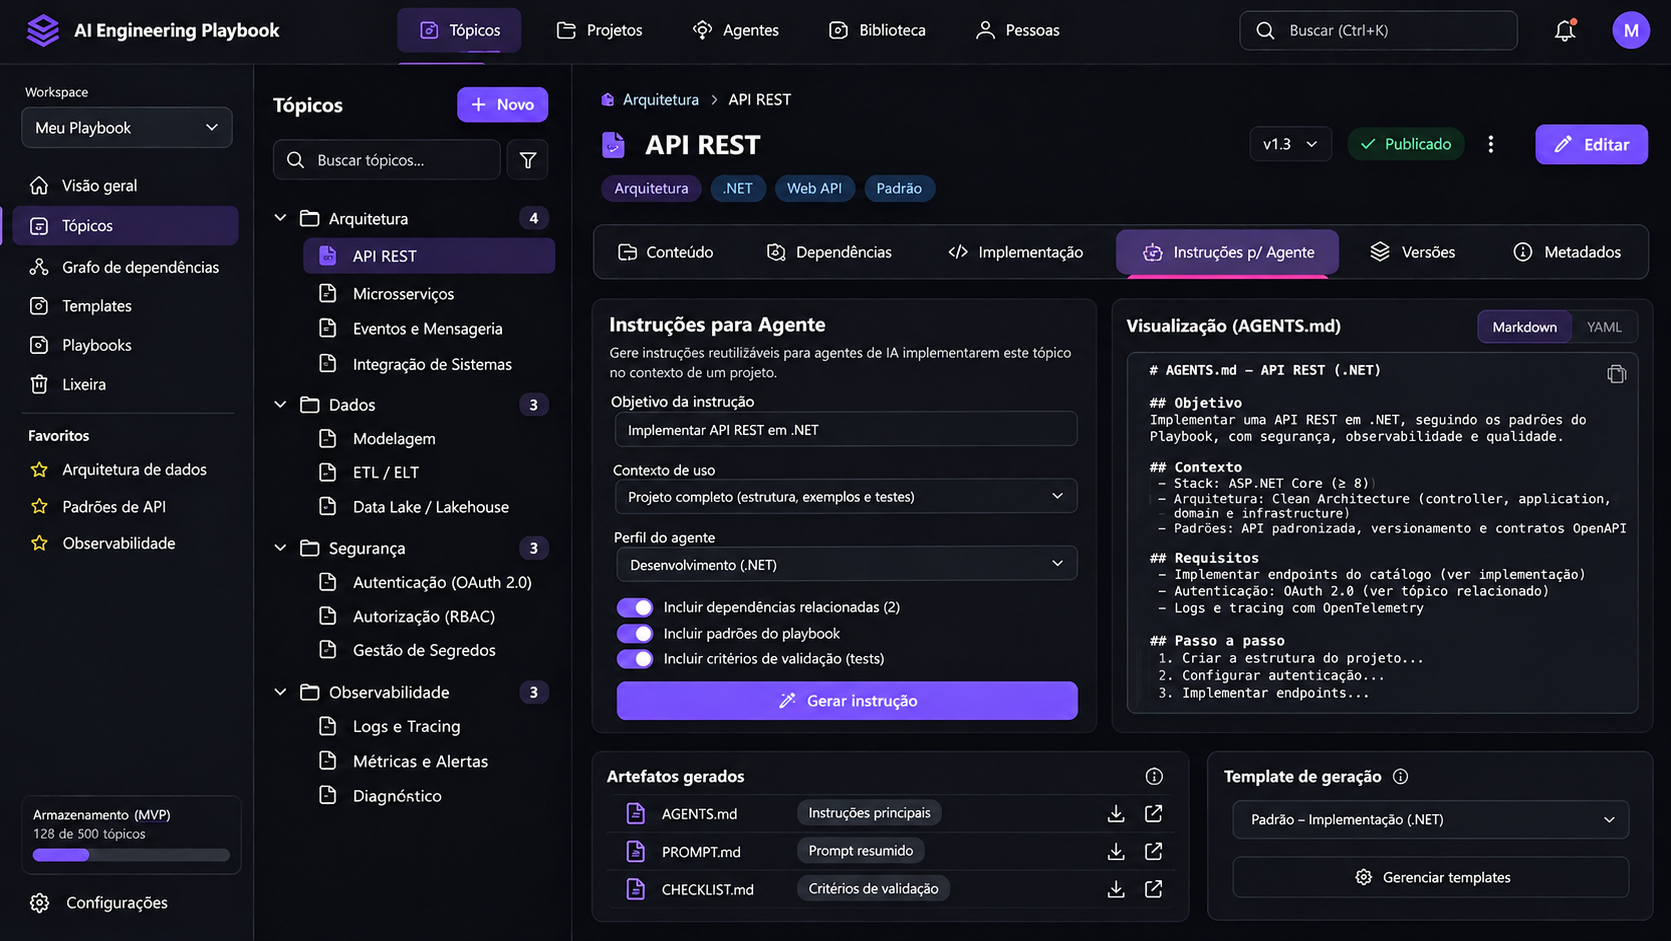 AI Engineering Playbook
Tópicos
Projetos
Agentes
Biblioteca
Pessoas
Buscar (Ctrl+K)
M
Workspace
Meu Playbook
Visão geral
Tópicos
Grafo de dependências
Templates
Playbooks
Lixeira
Favoritos
Arquitetura de dados
Padrões de API
Observabilidade
Armazenamento (MVP)
128 de 500 tópicos
Configurações
Tópicos
+ Novo
Buscar tópicos...
Arquitetura 4
API REST
Microsserviços
Eventos e Mensageria
Integração de Sistemas
Dados 3
Modelagem
ETL / ELT
Data Lake / Lakehouse
Segurança 3
Autenticação (OAuth 2.0)
Autorização (RBAC)
Gestão de Segredos
Observabilidade 3
Logs e Tracing
Métricas e Alertas
Diagnóstico
Arquitetura > API REST
API REST
v1.3
Publicado
Editar
Arquitetura
.NET
Web API
Padrão
Conteúdo
Dependências
Implementação
Instruções p/ Agente
Versões
Metadados
Instruções para Agente
Gere instruções reutilizáveis para agentes de IA implementarem este tópico
no contexto de um projeto.
Objetivo da instrução
Implementar API REST em .NET
Contexto de uso
Projeto completo (estrutura, exemplos e testes)
Perfil do agente
Desenvolvimento (.NET)
Incluir dependências relacionadas (2)
Incluir padrões do playbook
Incluir critérios de validação (tests)
Gerar instrução
Visualização (AGENTS.md)
Markdown
YAML
# AGENTS.md – API REST (.NET)
## Objetivo
Implementar uma API REST em .NET, seguindo os padrões do
Playbook, com segurança, observabilidade e qualidade.
## Contexto
– Stack: ASP.NET Core (≥ 8)
– Arquitetura: Clean Architecture (controller, application,
domain e infrastructure)
– Padrões: API padronizada, versionamento e contratos OpenAPI
## Requisitos
– Implementar endpoints do catálogo (ver implementação)
– Autenticação: OAuth 2.0 (ver tópico relacionado)
– Logs e tracing com OpenTelemetry
## Passo a passo
1. Criar a estrutura do projeto...
2. Configurar autenticação...
3. Implementar endpoints...
Artefatos gerados
AGENTS.md Instruções principais
PROMPT.md Prompt resumido
CHECKLIST.md Critérios de validação
Template de geração
Padrão – Implementação (.NET)
Gerenciar templates